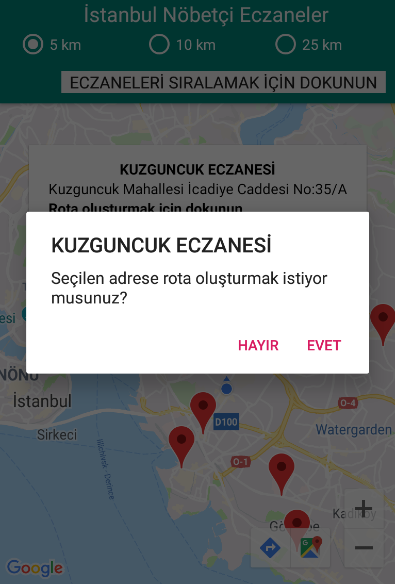 İstanbul Nöbetçi Eczaneler
5 km
10 km
25 km
ECZANELERİ SIRALAMAK İÇİN DOKUNUN
KUZGUNCUK ECZANESİ
Kuzguncuk Mahallesi İcadiye Caddesi No:35/A
Rota oluşturmak için dokunun
KUZGUNCUK ECZANESİ
Seçilen adrese rota oluşturmak istiyor
musunuz?
HAYIR
EVET
İstanbul
Sirkeci
D100
O-4
Watergarden
O-1
Kadıköy
Google